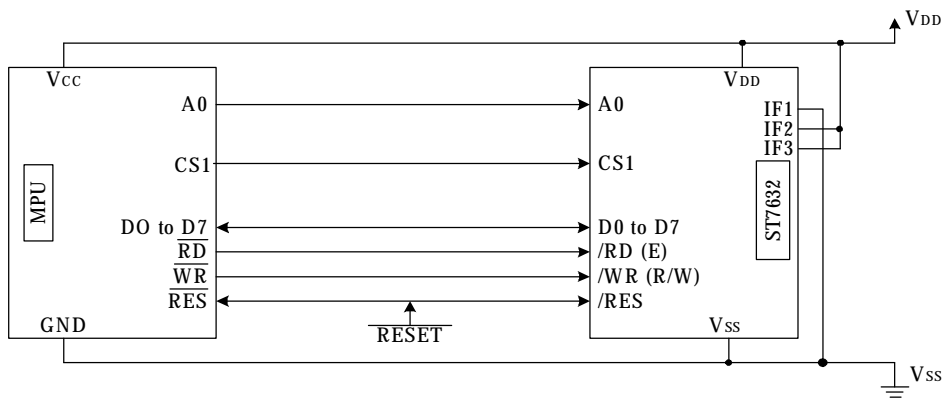 VDD
VCC
VDD
A0
A0
IF1
IF2
IF3
CS1
CS1
MPU
ST7632
DO to D7
D0 to D7
RD
/RD (E)
WR
/WR (R/W)
RES
/RES
GND
RESET
VSS
VSS